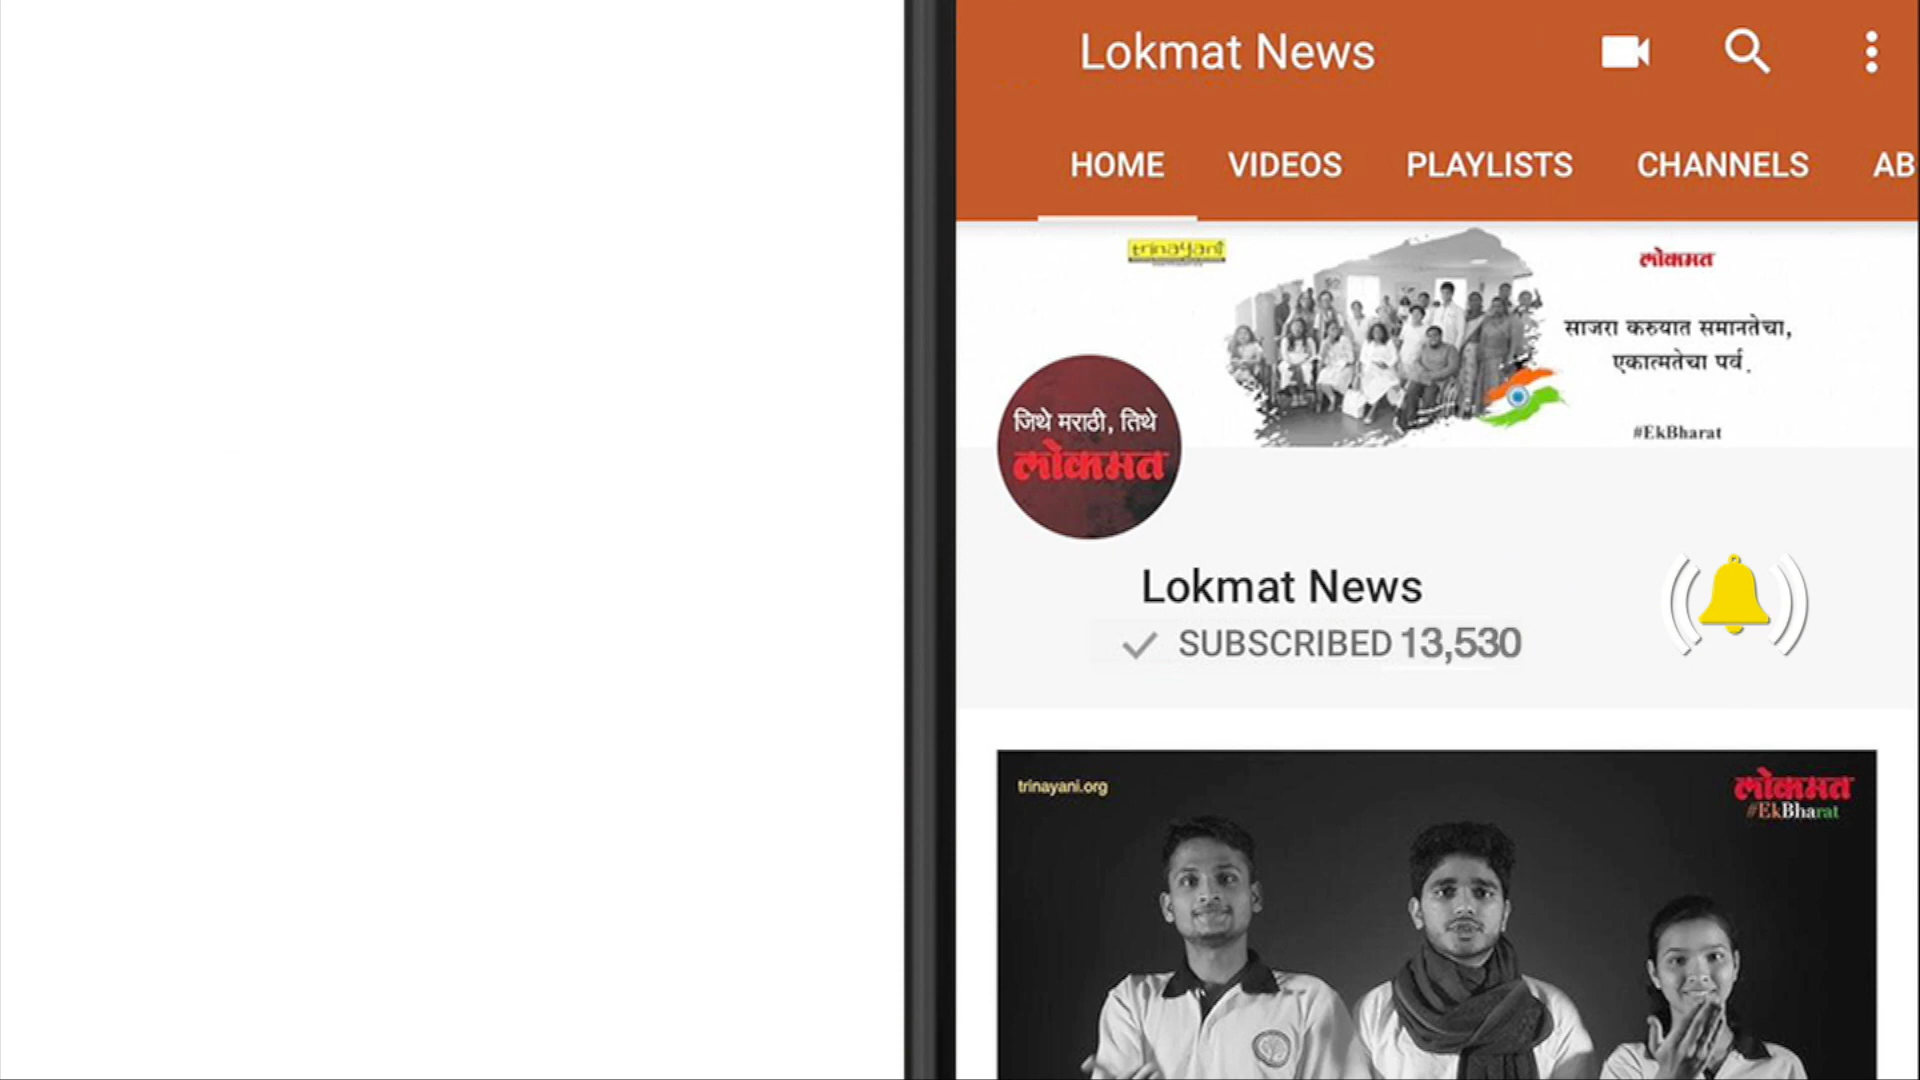 Lokmat News
HOME VIDEOS PLAYLISTS CHANNELS AB
trinayani
लोकमत
साजरा करुयात समानतेचा,
एकात्मतेचा पर्व.
#EkBharat
जिथे मराठी, तिथे
लोकमत
Lokmat News
SUBSCRIBED 13,530
trinayani.org
लोकमत
#EkBharat